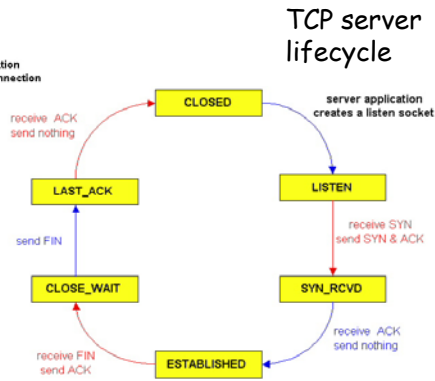 TCP server
lifecycle
nnection
CLOSED
server application
creates a listen socket
receive ACK
send nothing
LAST_ACK
LISTEN
receive SYN
send SYN & ACK
send FIN
CLOSE_WAIT
SYN_RCVD
receive ACK
send nothing
receive FIN
send ACK
ESTABLISHED